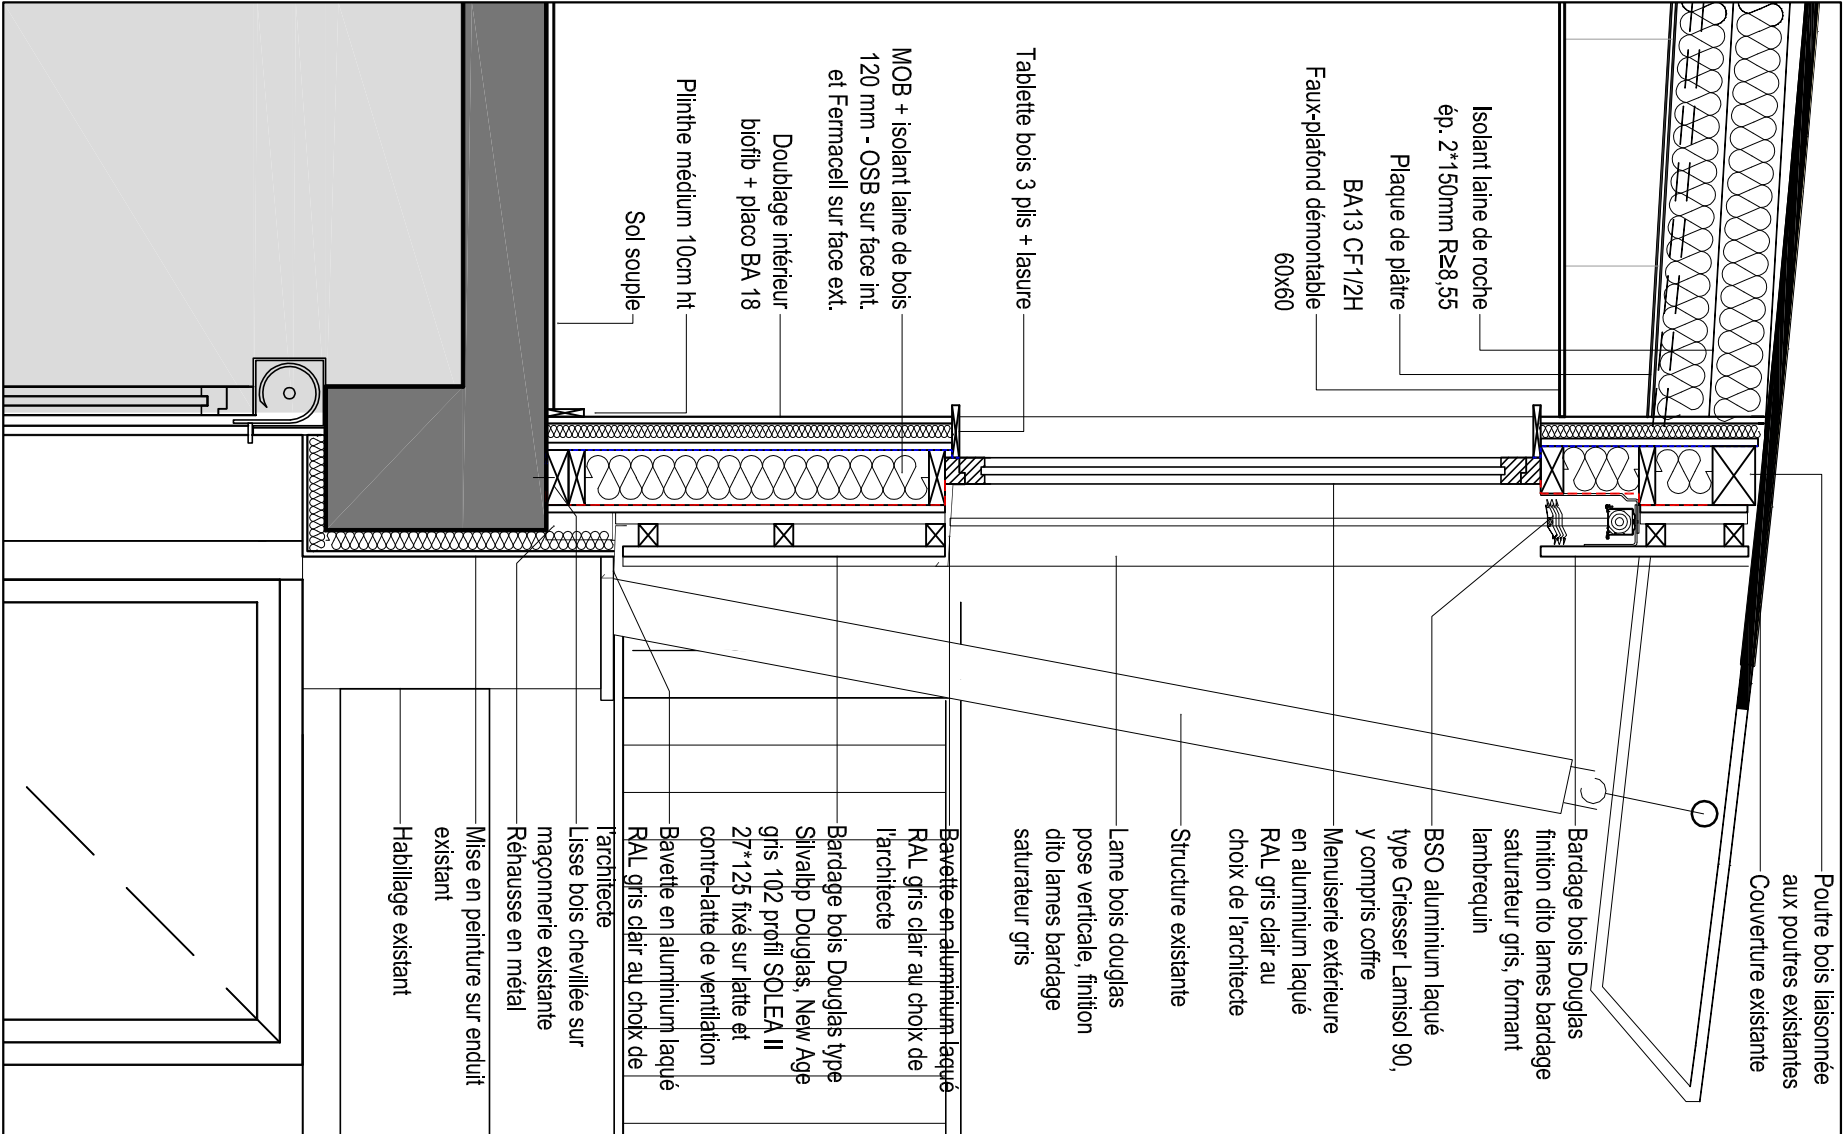 Poutre bois liaisonnée
aux poutres existantes
Couverture existante
Bardage bois Douglas
finition dito lames bardage
saturateur gris, formant
lambrequin
BSO aluminium laqué
type Griesser Lamisol 90,
y compris coffre
Menuiserie extérieure
en aluminium laqué
RAL gris clair au
choix de l'architecte
Structure existante
Lame bois douglas
pose verticale, finition
dito lames bardage
saturateur gris
Bavette en aluminium laqué
RAL gris clair au choix de
l'architecte
Bardage bois Douglas type
Silvalbp Douglas, New Age
gris 102 profil SOLEA II
27*125 fixé sur latte et
contre-latte de ventilation
Bavette en aluminium laqué
RAL gris clair au choix de
l'architecte
Lisse bois chevillée sur
maçonnerie existante
Réhausse en métal
Mise en peinture sur enduit
existant
Habillage existant
Isolant laine de roche
ép. 2*150mm R≥8,55
Plaque de plâtre
BA13 CF1/2H
Faux-plafond démontable
60x60
Tablette bois 3 plis + lasure
MOB + isolant laine de bois
120 mm - OSB sur face int.
et Fermacell sur face ext.
Doublage intérieur
biofib + placo BA 18
Plinthe médium 10cm ht
Sol souple